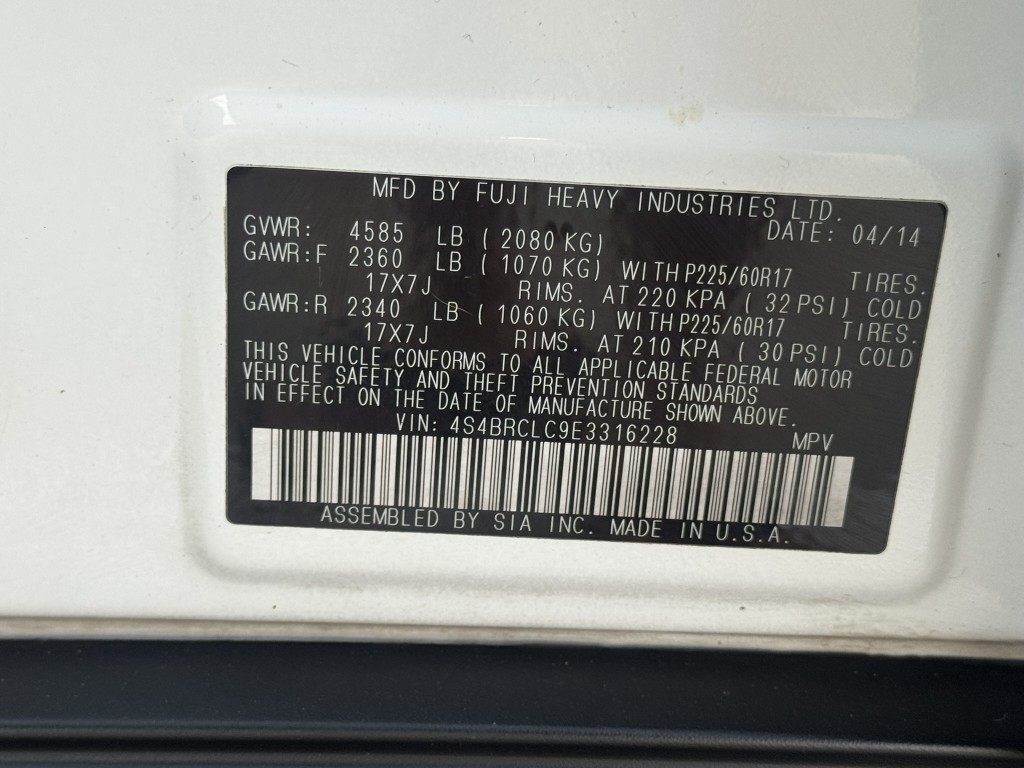 MFD BY FUJI HEAVY INDUSTRIES LTD.
GVWR: 4585 LB (2080 KG) DATE: 04/14
GAWR:F 2360 LB (1070 KG) WITH P225/60R17 TIRES.
17X7J RIMS. AT 220 KPA (32 PSI) COLD
GAWR:R 2340 LB (1060 KG) WITH P225/60R17 TIRES.
17X7J RIMS. AT 210 KPA (30 PSI) COLD
THIS VEHICLE CONFORMS TO ALL APPLICABLE FEDERAL MOTOR
VEHICLE SAFETY AND THEFT PREVENTION STANDARDS
IN EFFECT ON THE DATE OF MANUFACTURE SHOWN ABOVE.
VIN: 4S4BRCLC9E3316228 MPV
ASSEMBLED BY SIA INC. MADE IN U.S.A.